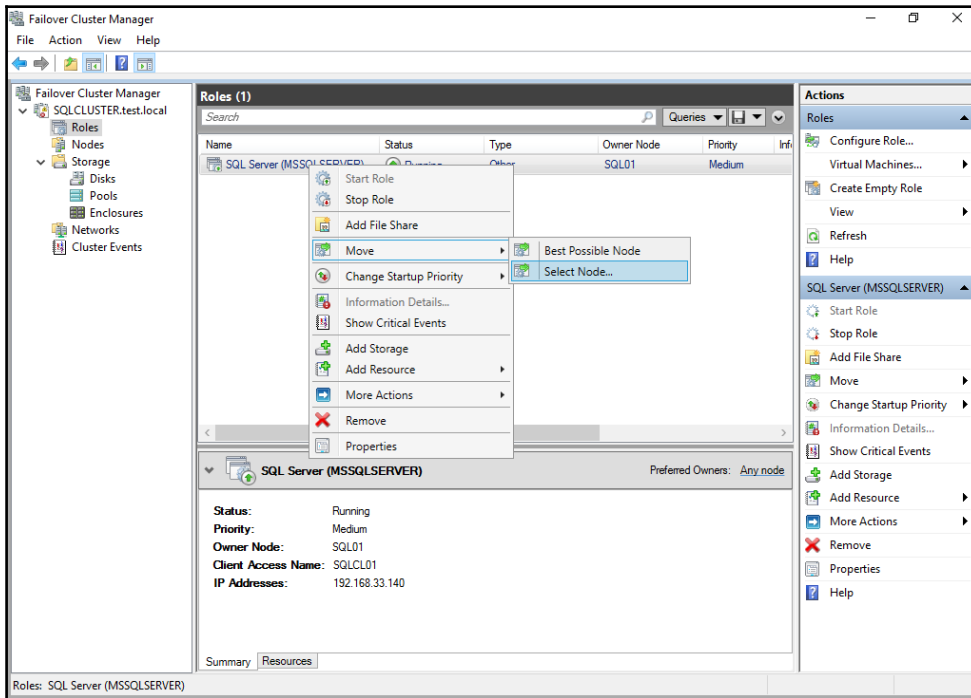 Failover Cluster Manager
File Action View Help
Failover Cluster Manager
SQLCLUSTER.test.local
Roles
Nodes
Storage
Disks
Pools
Enclosures
Networks
Cluster Events
Roles (1)
Search
Queries
Name Status Type Owner Node Priority
SQL Server (MSSQLSERVER) Running Other SQL01 Medium
Start Role
Stop Role
Add File Share
Move
Change Startup Priority
Information Details...
Show Critical Events
Add Storage
Add Resource
More Actions
Remove
Properties
Best Possible Node
Select Node...
SQL Server (MSSQLSERVER) Preferred Owners: Any node
Status: Running
Priority: Medium
Owner Node: SQL01
Client Access Name: SQLCL01
IP Addresses: 192.168.33.140
Summary Resources
Actions
Roles
Configure Role...
Virtual Machines...
Create Empty Role
View
Refresh
Help
SQL Server (MSSQLSERVER)
Start Role
Stop Role
Add File Share
Move
Change Startup Priority
Information Details...
Show Critical Events
Add Storage
Add Resource
More Actions
Remove
Properties
Help
Roles: SQL Server (MSSQLSERVER)